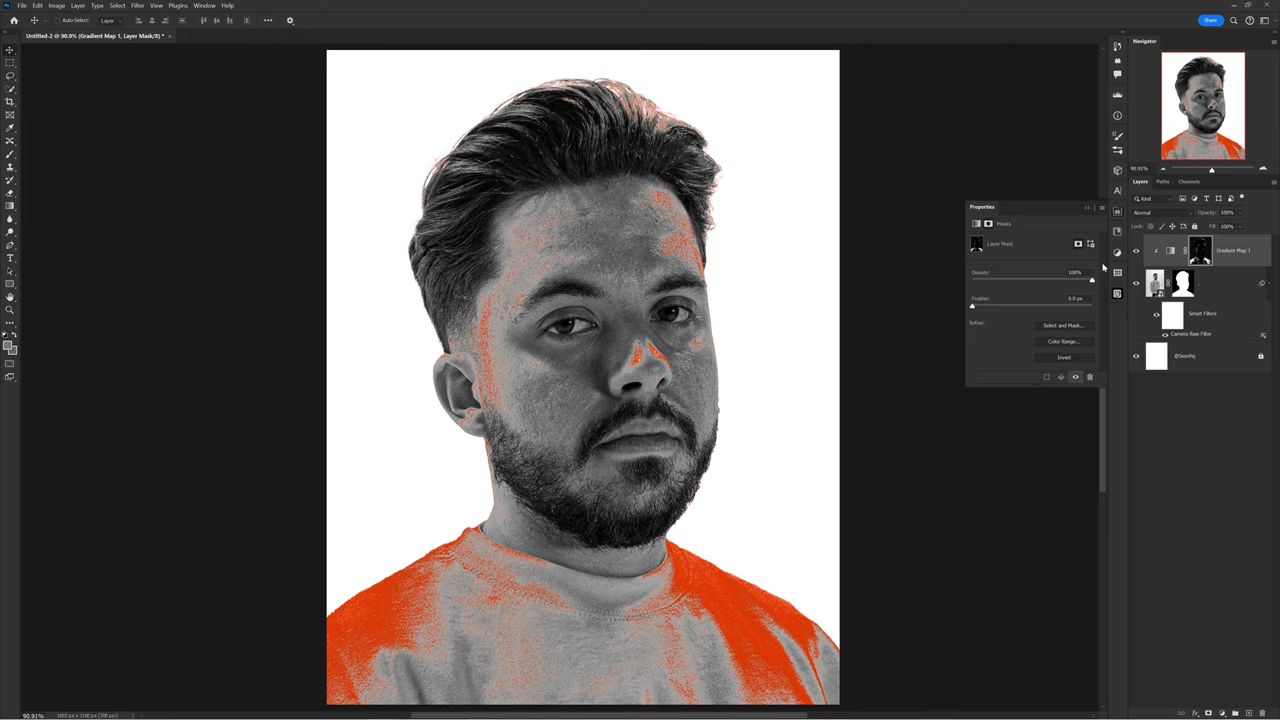 File Edit Image Layer Type Select Filter View Plugins Window Help
Auto-Select: Layer
Share
Untitled-2 @ 90.9% (Gradient Map 1, Layer Mask/8) *
Navigator
90.91%
Layers Paths Channels
Kind
Normal Opacity: 100%
Lock: Fill: 100%
Gradient Map 1
Smart Filters
Camera Raw Filter
Properties
Masks
Layer Mask
Density: 100%
Feather: 0.0 px
Refine: Select and Mask...
Color Range...
Invert
90.91%